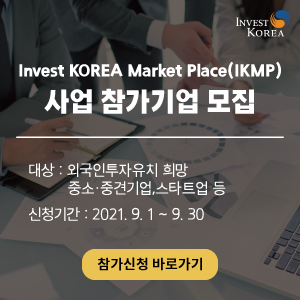 INVEST
KOREA
Invest KOREA Market Place(IKMP)
사업 참가기업 모집
대상 : 외국인투자유치 희망
중소·중견기업,스타트업 등
신청기간 : 2021. 9. 1 ~ 9. 30
참가신청 바로가기